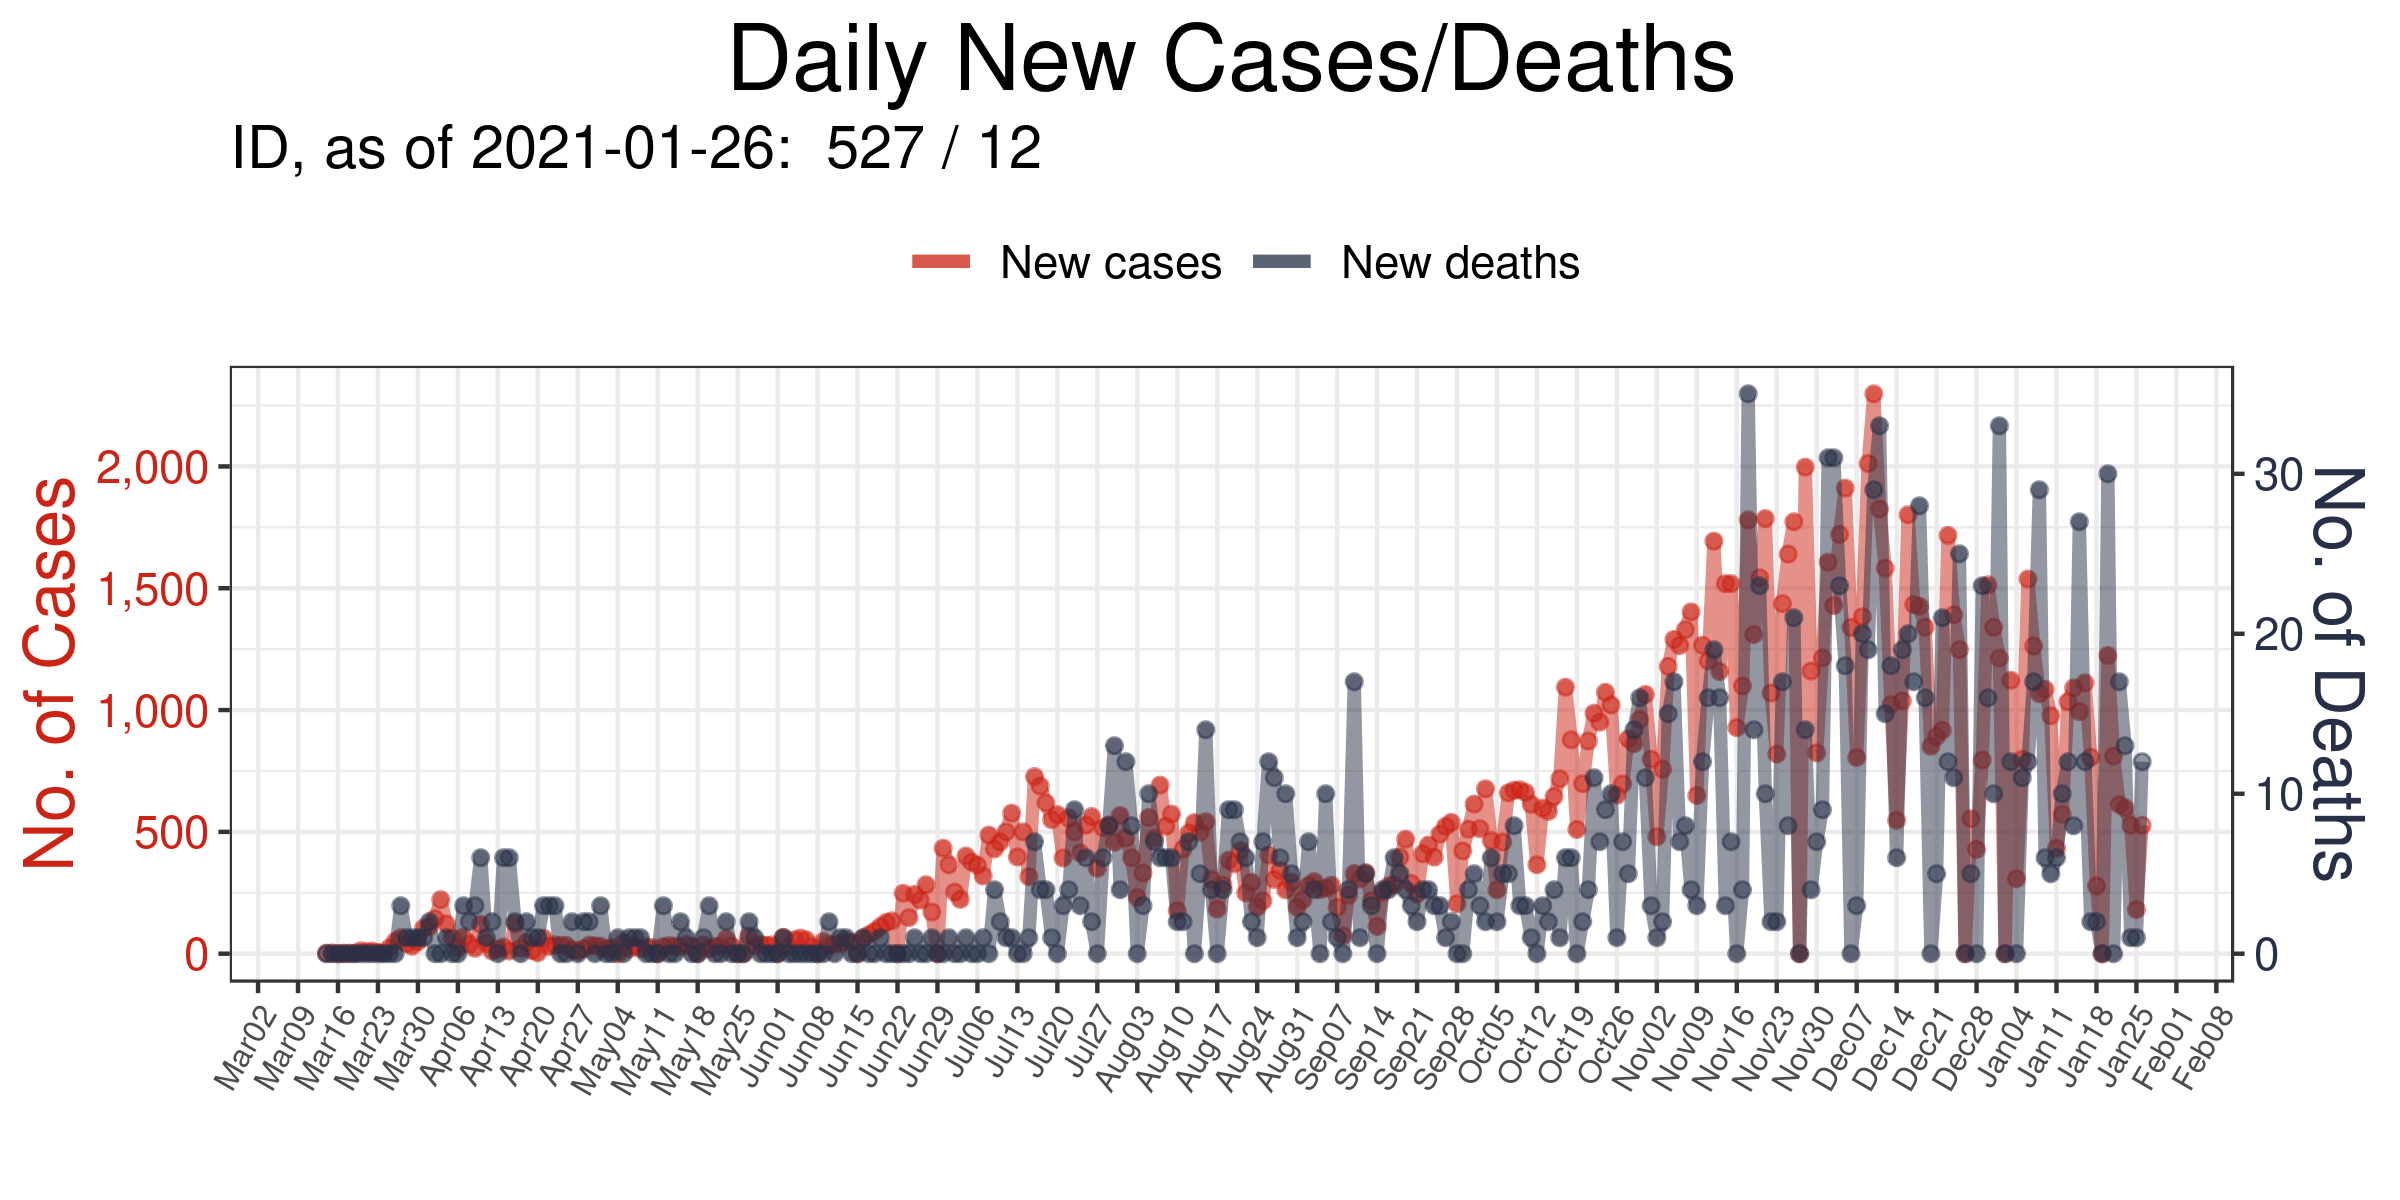 Daily New Cases/Deaths
ID, as of 2021-01-26:  527 / 12
New cases
New deaths
No. of Cases
2,000
1,500
1,000
500
0
No. of Deaths
30
20
10
0
Mar02
Mar09
Mar16
Mar23
Mar30
Apr06
Apr13
Apr20
Apr27
May04
May11
May18
May25
Jun01
Jun08
Jun15
Jun22
Jun29
Jul06
Jul13
Jul20
Jul27
Aug03
Aug10
Aug17
Aug24
Aug31
Sep07
Sep14
Sep21
Sep28
Oct05
Oct12
Oct19
Oct26
Nov02
Nov09
Nov16
Nov23
Nov30
Dec07
Dec14
Dec21
Dec28
Jan04
Jan11
Jan18
Jan25
Feb01
Feb08